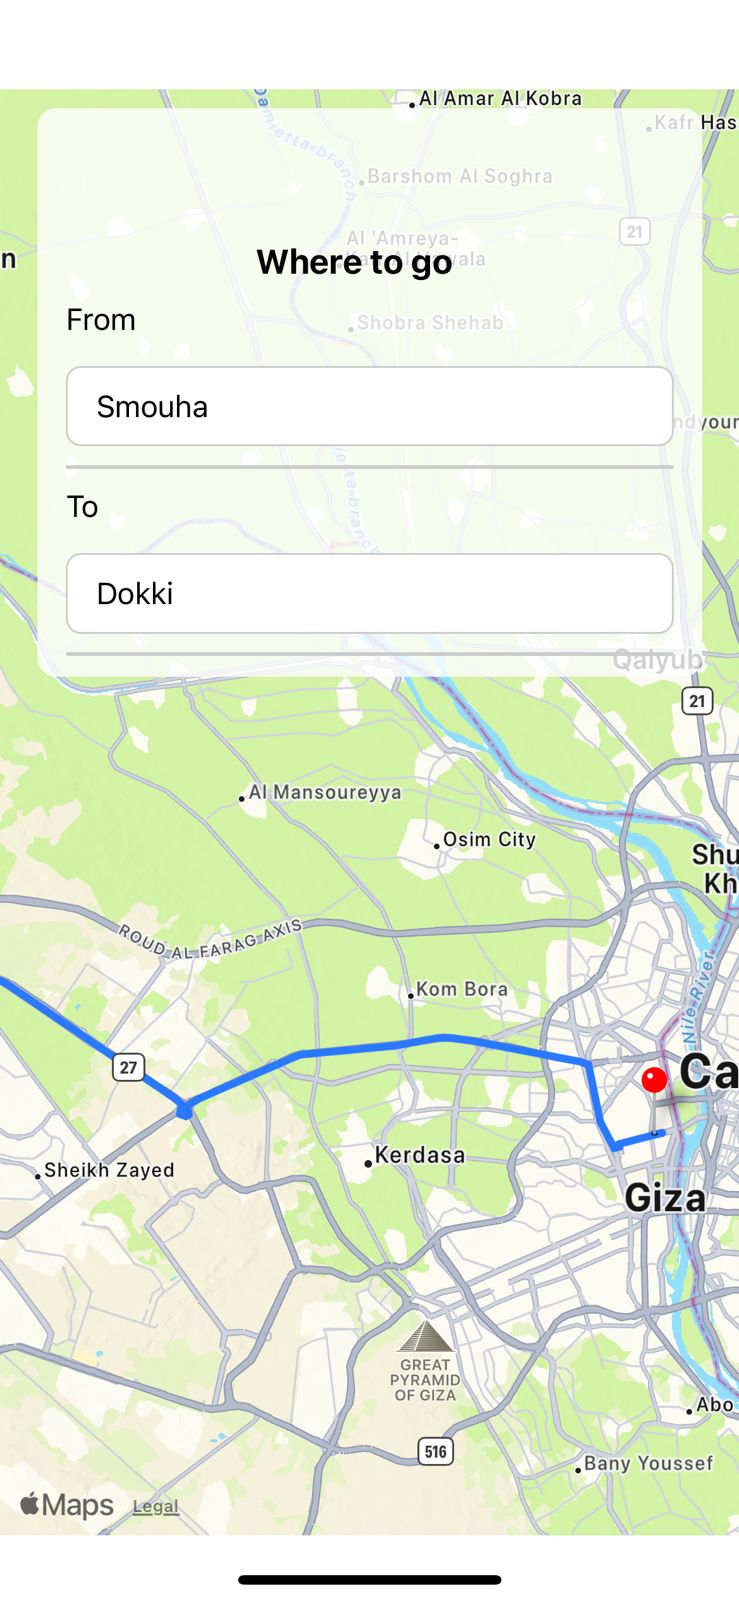 Damietta branch
Al Amar Al Kobra
Kafr Has
Barshom Al Soghra
21
Al 'Amreya-
n
Where to go
From
Shobra Shehab
Smouha
To
Dokki
Qalyub
21
Al Mansoureyya
Osim City
Shu
Kh
ROUD AL FARAG AXIS
Kom Bora
Nile River
27
Ca
Kerdasa
Sheikh Zayed
Giza
GREAT
PYRAMID
OF GIZA
Abo
516
Bany Youssef
Maps Legal